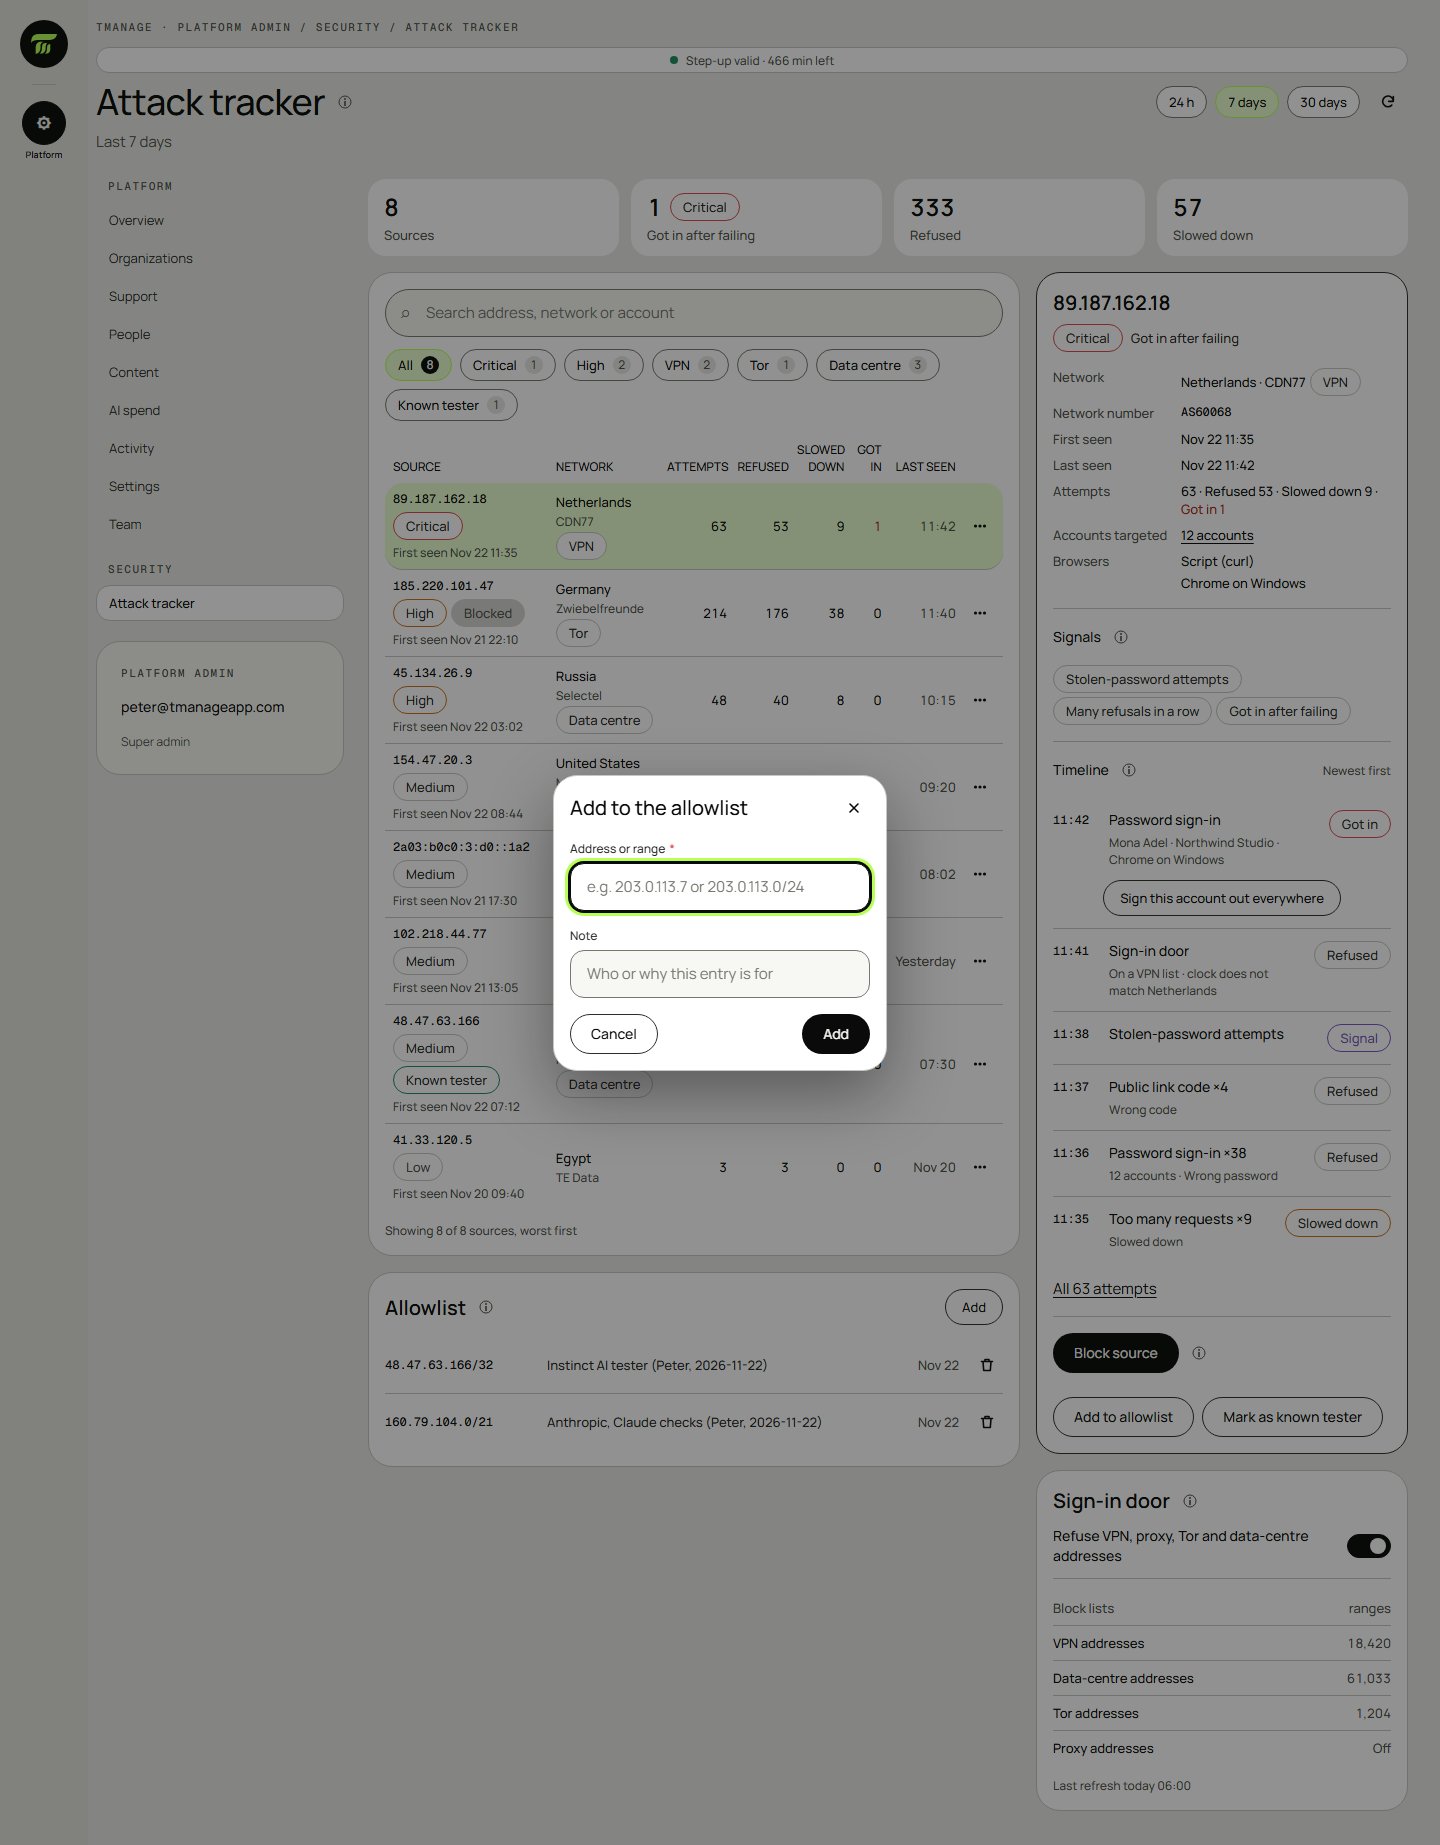 TMANAGE · PLATFORM ADMIN / SECURITY / ATTACK TRACKER
Step-up valid · 466 min left
Attack tracker
24 h
7 days
30 days
Last 7 days
Platform
PLATFORM
Overview
Organizations
Support
People
Content
AI spend
Activity
Settings
Team
SECURITY
Attack tracker
PLATFORM ADMIN
peter@tmanageapp.com
Super admin
8
Sources
1 Critical
Got in after failing
333
Refused
57
Slowed down
Search address, network or account
All 8
Critical 1
High 2
VPN 2
Tor 1
Data centre 3
Known tester 1
SOURCE NETWORK ATTEMPTS REFUSED SLOWED DOWN GOT IN LAST SEEN
89.187.162.18
Critical
First seen Nov 22 11:35
Netherlands
CDN77
VPN
63 53 9 1 11:42
185.220.101.47
High Blocked
First seen Nov 21 22:10
Germany
Zwiebelfreunde
Tor
214 176 38 0 11:40
45.134.26.9
High
First seen Nov 22 03:02
Russia
Selectel
Data centre
48 40 8 0 10:15
154.47.20.3
Medium
First seen Nov 22 08:44
United States
09:20
2a03:b0c0:3:d0::1a2
Medium
First seen Nov 21 17:30
08:02
102.218.44.77
Medium
First seen Nov 21 13:05
Yesterday
48.47.63.166
Medium
Known tester
First seen Nov 22 07:12
Data centre
07:30
41.33.120.5
Low
First seen Nov 20 09:40
Egypt
TE Data
3 3 0 0 Nov 20
Showing 8 of 8 sources, worst first
Add to the allowlist
Address or range *
e.g. 203.0.113.7 or 203.0.113.0/24
Note
Who or why this entry is for
Cancel
Add
Allowlist
Add
48.47.63.166/32 Instinct AI tester (Peter, 2026-11-22) Nov 22
160.79.104.0/21 Anthropic, Claude checks (Peter, 2026-11-22) Nov 22
89.187.162.18
Critical Got in after failing
Network Netherlands · CDN77 VPN
Network number AS60068
First seen Nov 22 11:35
Last seen Nov 22 11:42
Attempts 63 · Refused 53 · Slowed down 9 ·
Got in 1
Accounts targeted 12 accounts
Browsers Script (curl)
Chrome on Windows
Signals
Stolen-password attempts
Many refusals in a row
Got in after failing
Timeline
Newest first
11:42 Password sign-in Got in
Mona Adel · Northwind Studio ·
Chrome on Windows
Sign this account out everywhere
11:41 Sign-in door Refused
On a VPN list · clock does not
match Netherlands
11:38 Stolen-password attempts Signal
11:37 Public link code ×4 Refused
Wrong code
11:36 Password sign-in ×38 Refused
12 accounts · Wrong password
11:35 Too many requests ×9 Slowed down
Slowed down
All 63 attempts
Block source
Add to allowlist
Mark as known tester
Sign-in door
Refuse VPN, proxy, Tor and data-centre
addresses
Block lists ranges
VPN addresses 18,420
Data-centre addresses 61,033
Tor addresses 1,204
Proxy addresses Off
Last refresh today 06:00